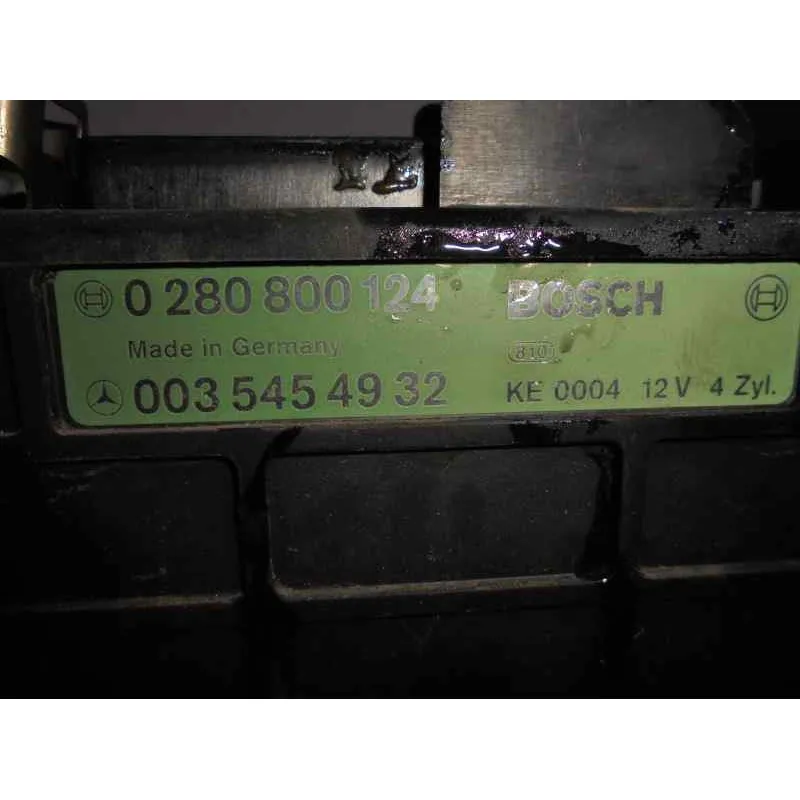 0 280 800 124 BOSCH
Made in Germany 810
003 545 49 32 KE 0004 12 V 4 Zyl.